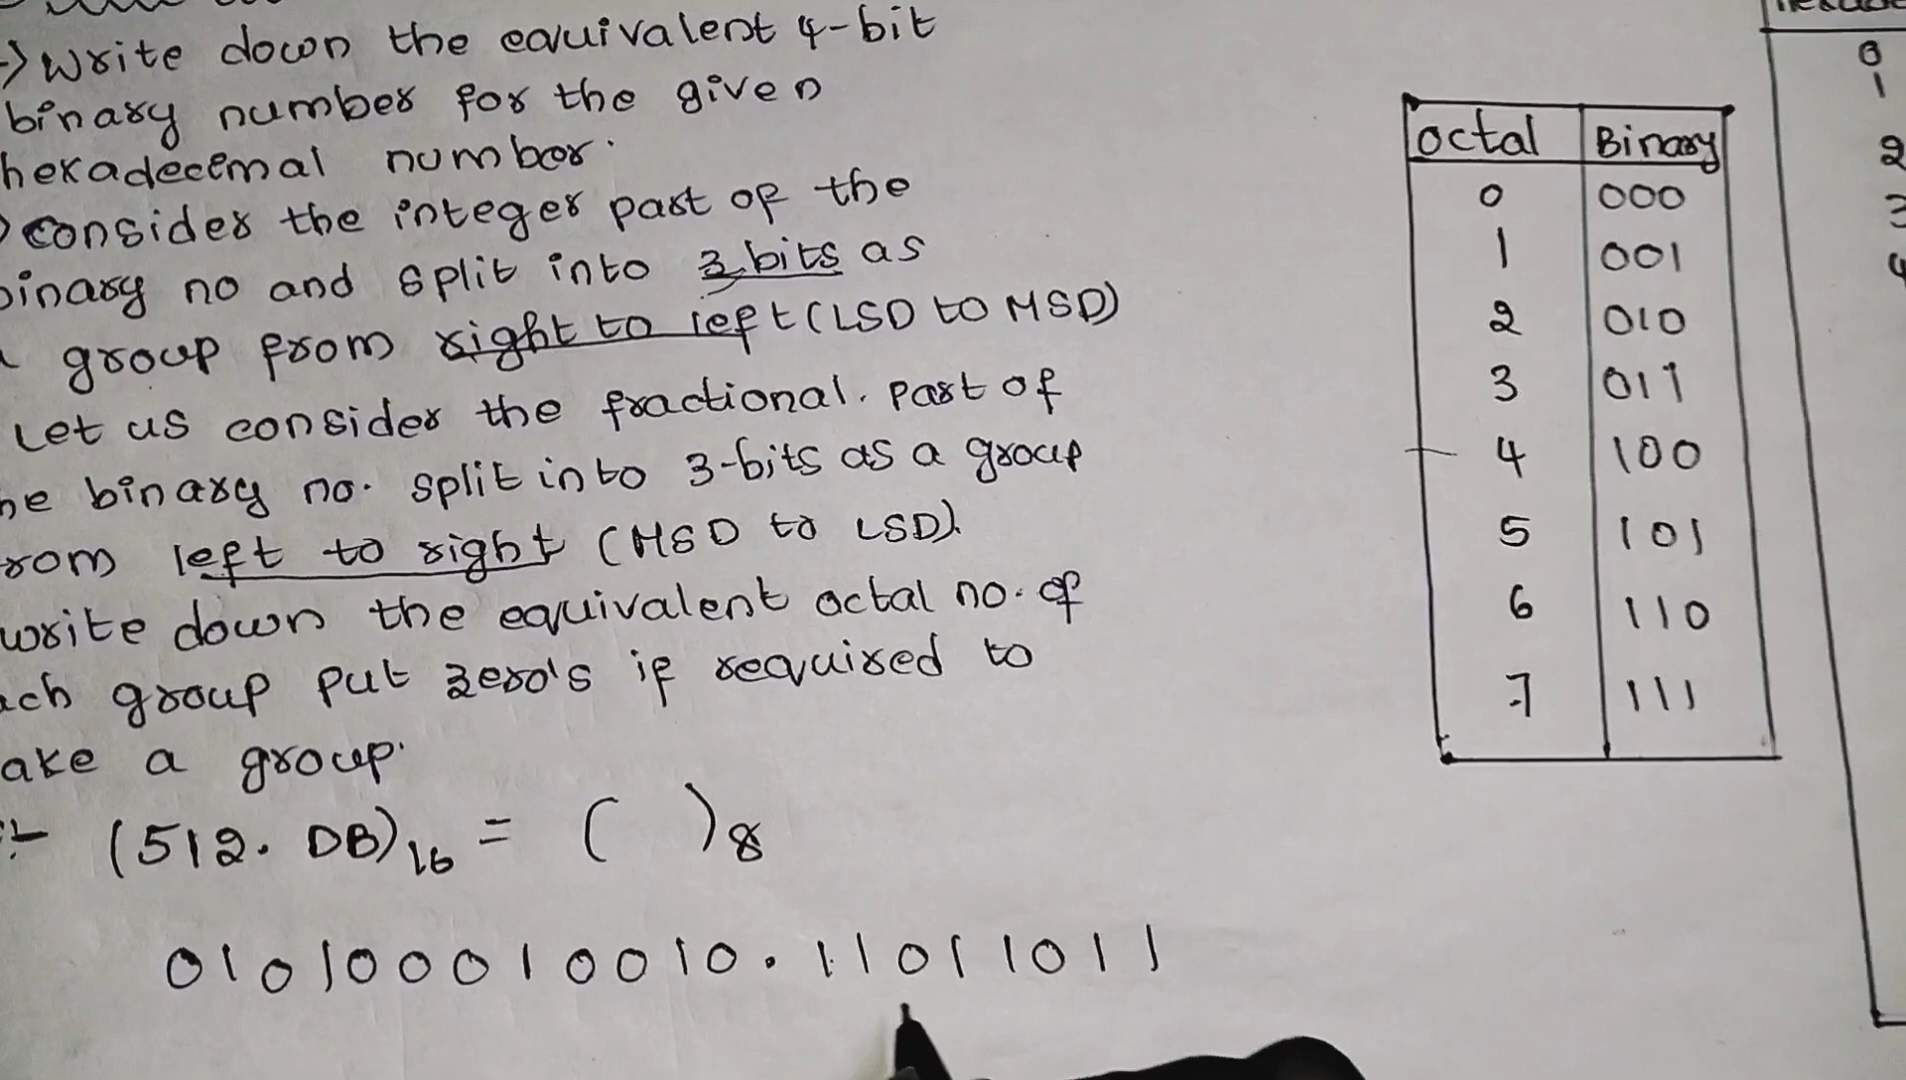 → Write down the equivalent 4-bit
binary number for the given
hexadecimal number.
consider the integer part of the
binary no and split into 3 bits as
group from right to left (LSD to MSD)
Let us consider the fractional. part of
binary no. split into 3-bits as a group
left to right (MSD to LSD).
write down the equivalent octal no. of
group put zero's if required to
a group.
:- (512. DB)16 = ( )8
010100010010.11011011
octal Binary
0 000
1 001
2 010
3 011
4 100
5 101
6 110
7 111
0
1
2
3
4